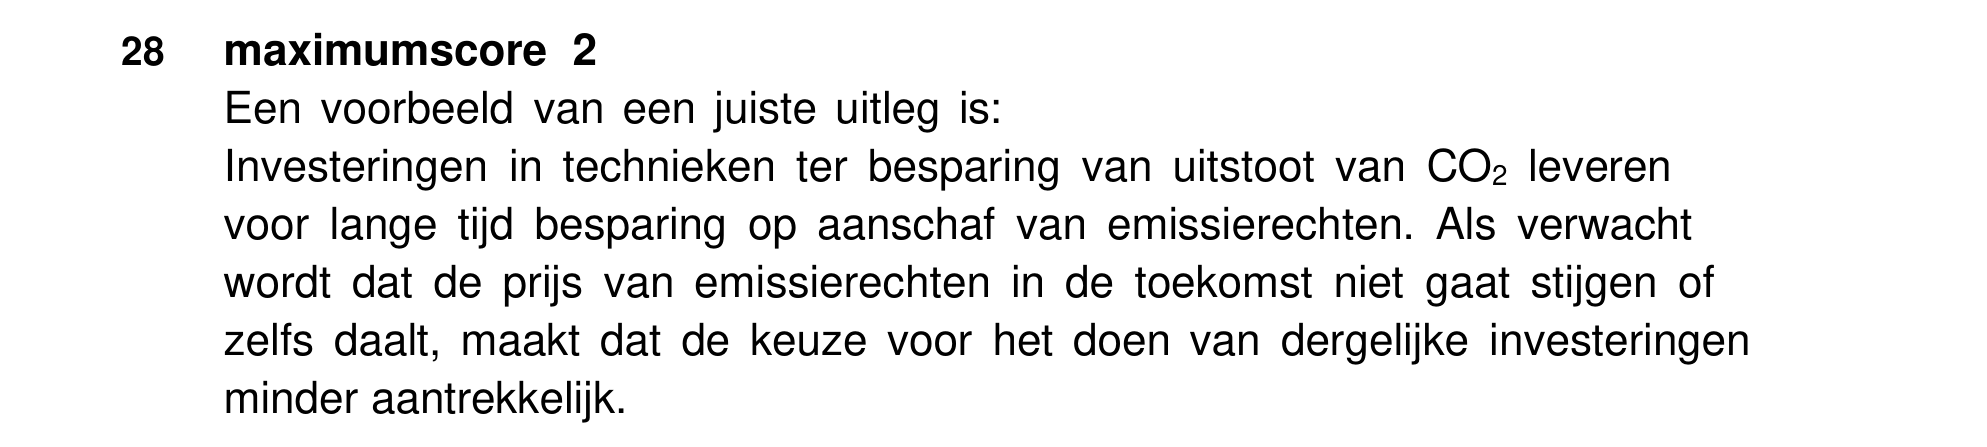 28 maximumscore 2
Een voorbeeld van een juiste uitleg is:
Investeringen in technieken ter besparing van uitstoot van CO₂ leveren
voor lange tijd besparing op aanschaf van emissierechten. Als verwacht
wordt dat de prijs van emissierechten in de toekomst niet gaat stijgen of
zelfs daalt, maakt dat de keuze voor het doen van dergelijke investeringen
minder aantrekkelijk.